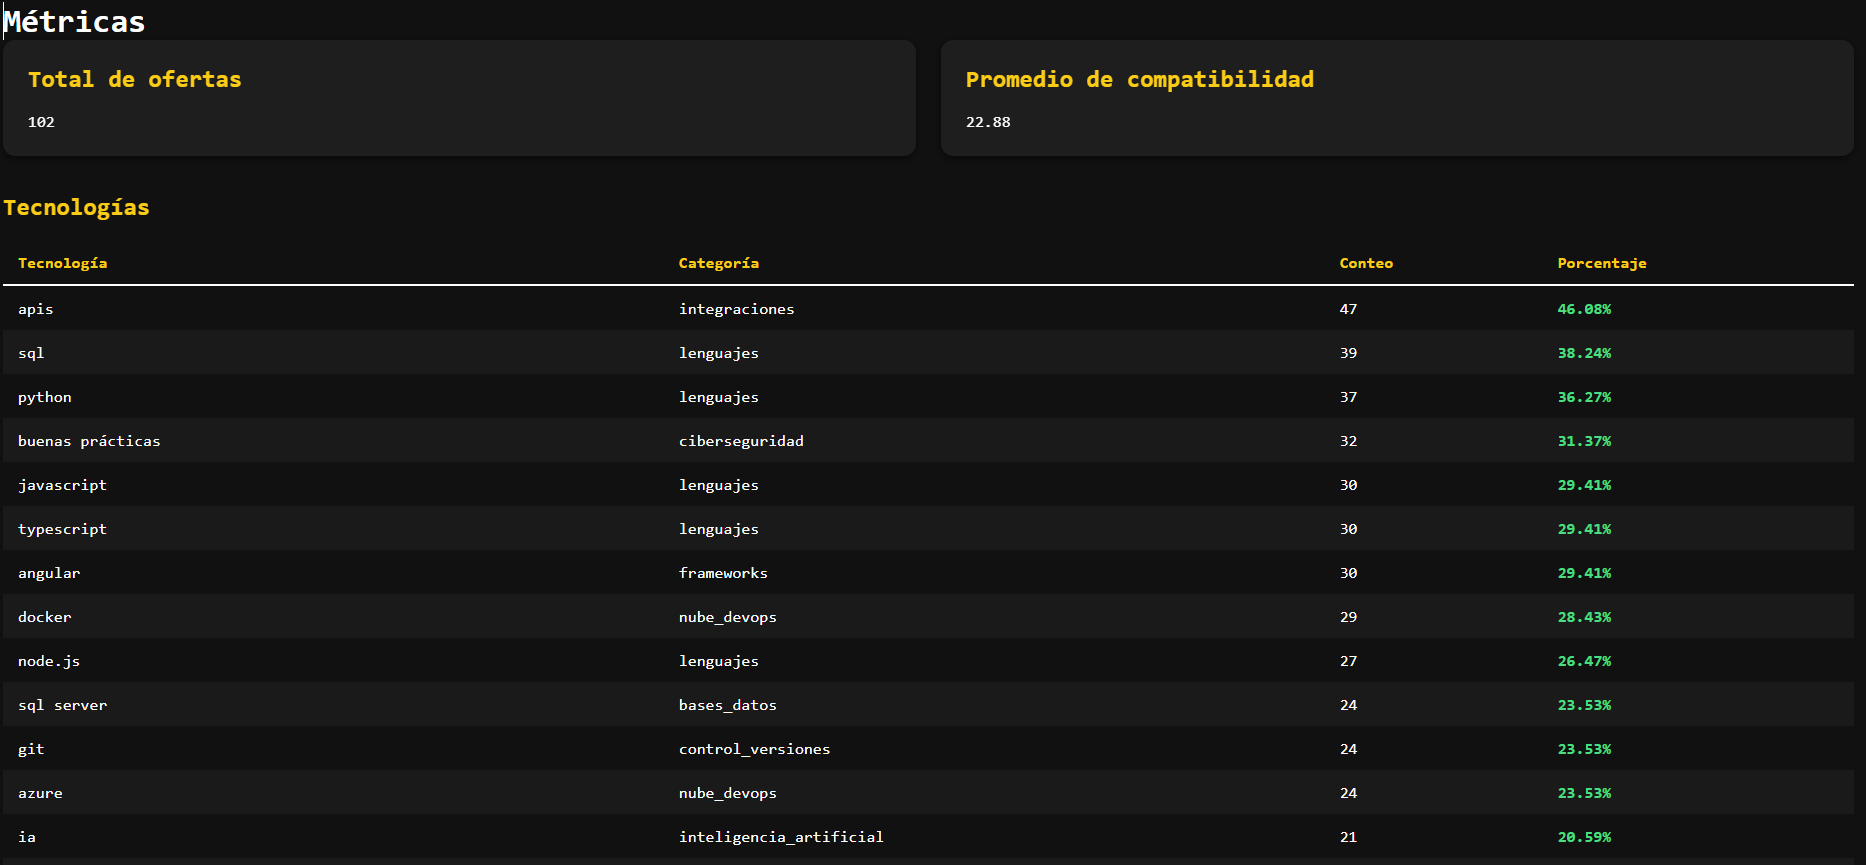 Métricas
Total de ofertas
102
Promedio de compatibilidad
22.88
Tecnologías
Tecnología Categoría Conteo Porcentaje
apis integraciones 47 46.08%
sql lenguajes 39 38.24%
python lenguajes 37 36.27%
buenas prácticas ciberseguridad 32 31.37%
javascript lenguajes 30 29.41%
typescript lenguajes 30 29.41%
angular frameworks 30 29.41%
docker nube_devops 29 28.43%
node.js lenguajes 27 26.47%
sql server bases_datos 24 23.53%
git control_versiones 24 23.53%
azure nube_devops 24 23.53%
ia inteligencia_artificial 21 20.59%